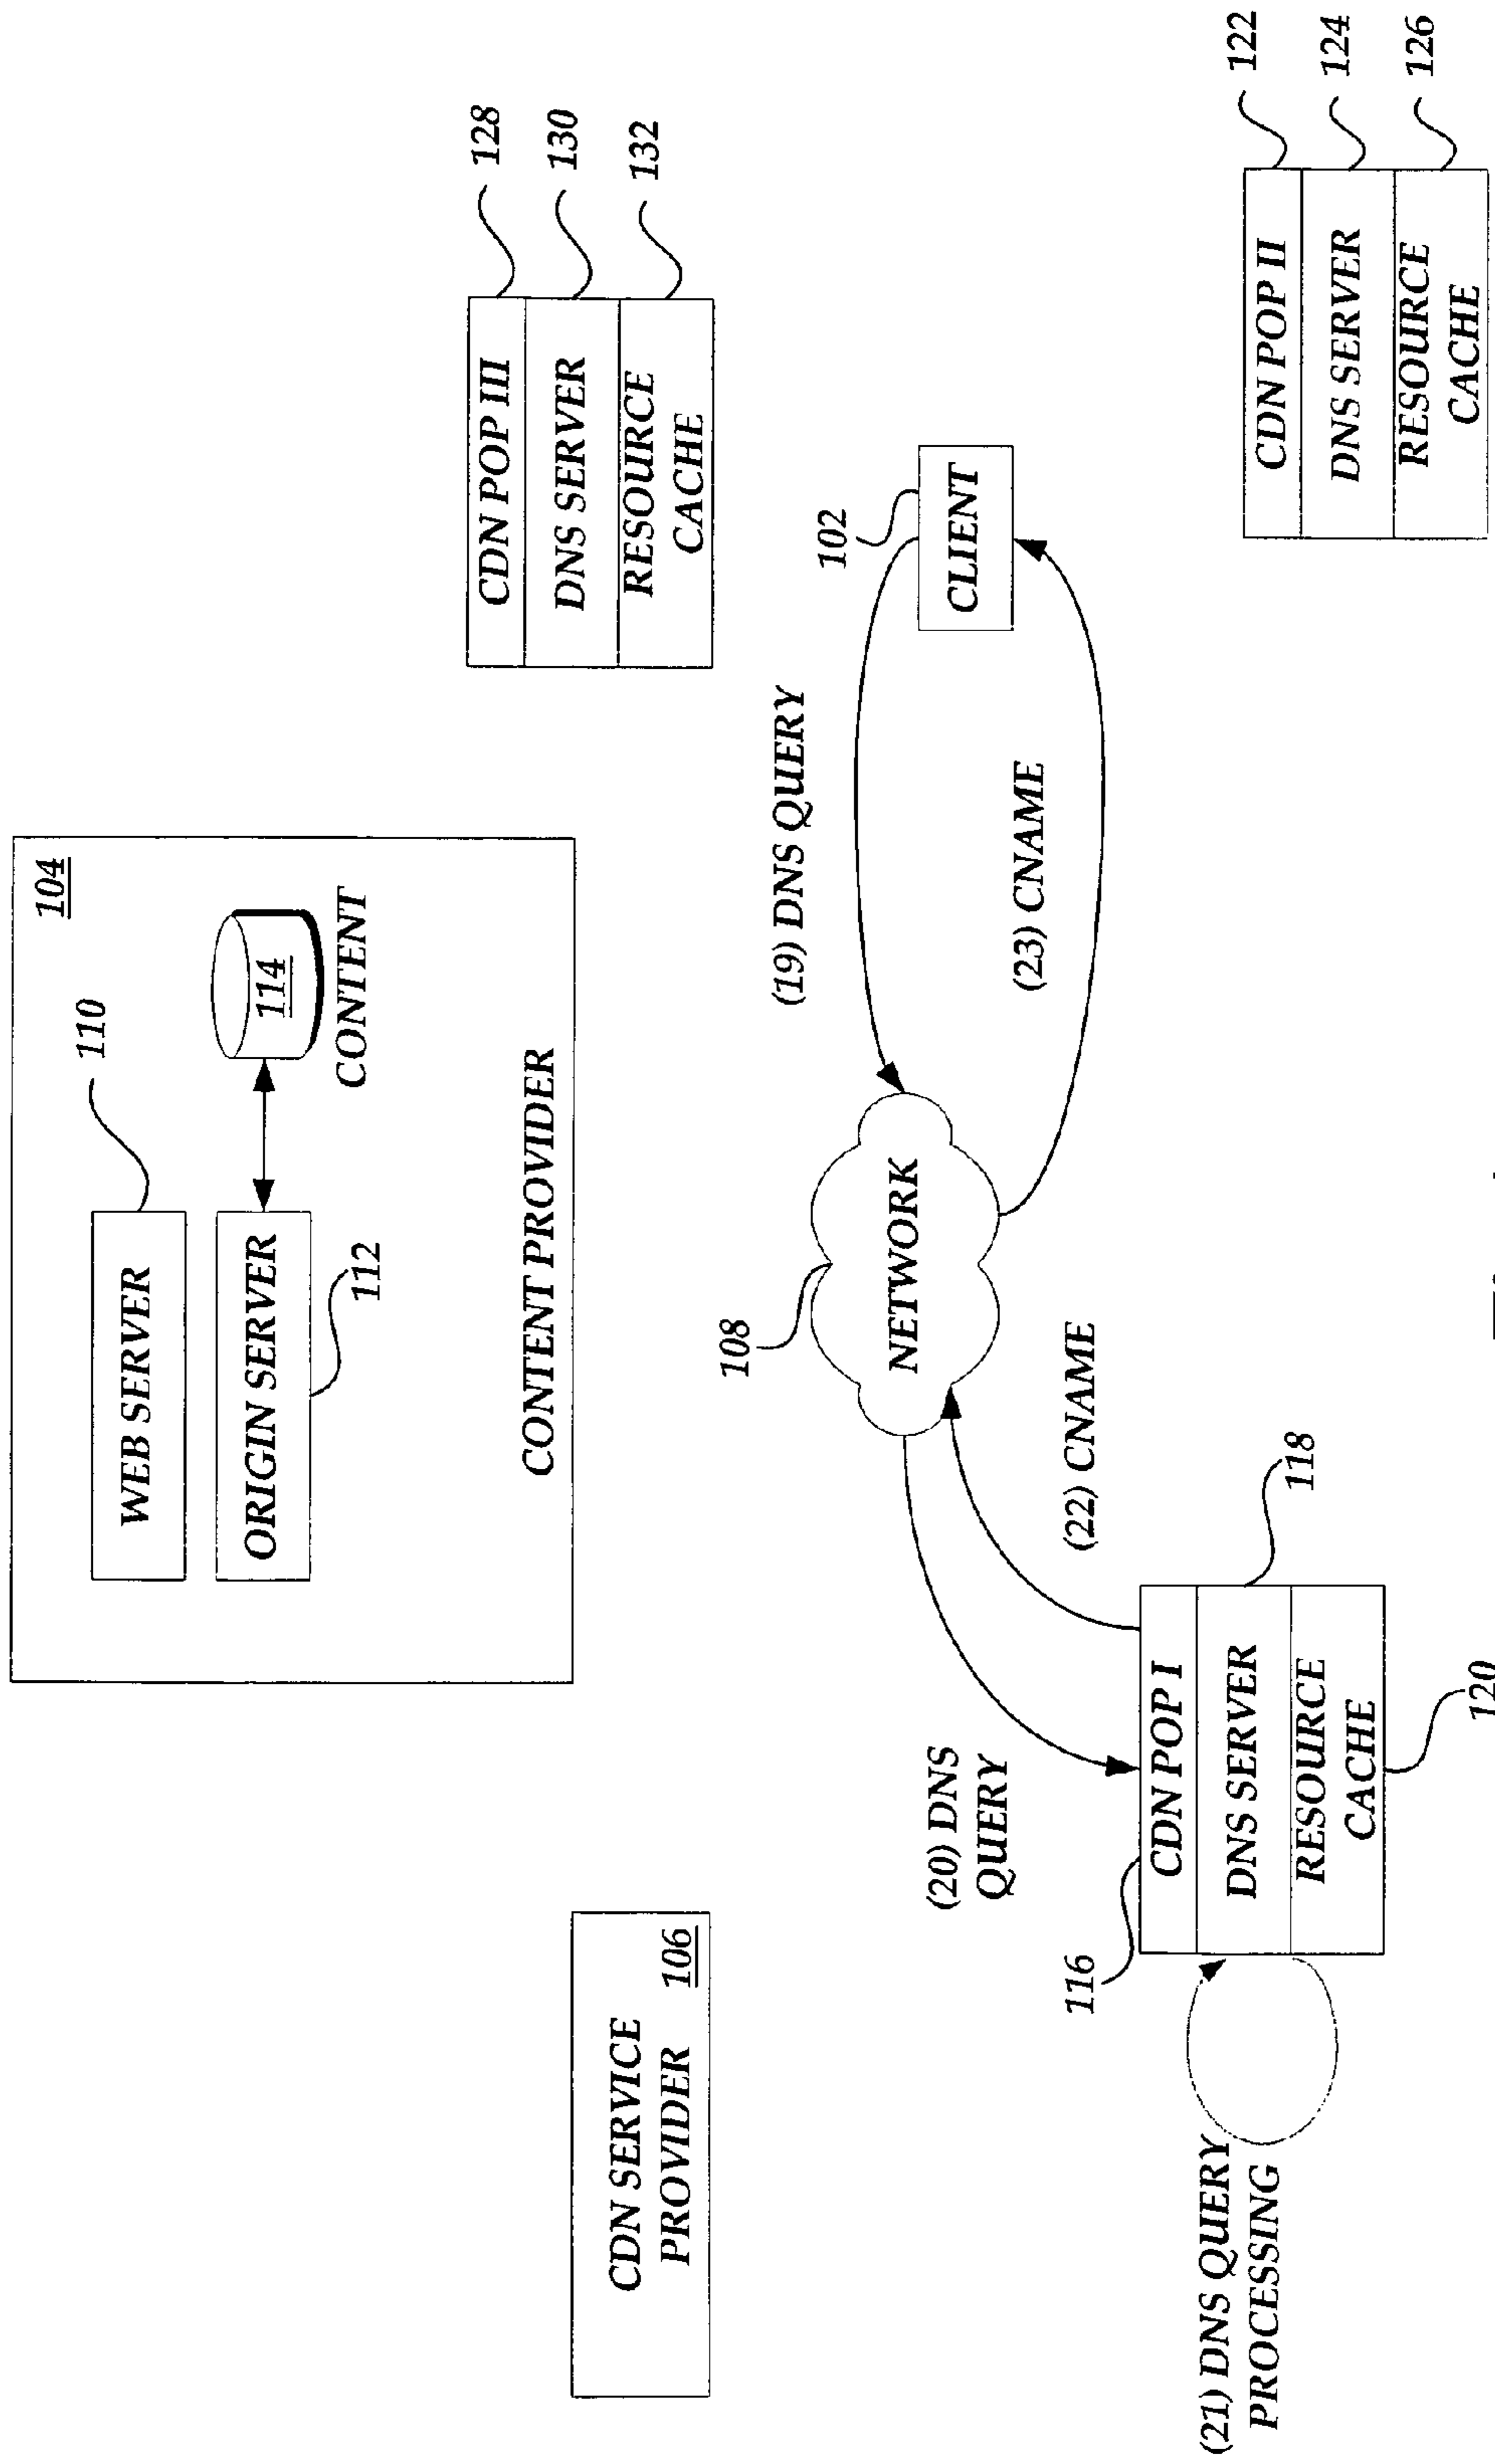 104
WEB SERVER
110
ORIGIN SERVER
112
114
CONTENT
CONTENT PROVIDER
CDN SERVICE
PROVIDER
106
CDN POP III
DNS SERVER
RESOURCE
CACHE
128
130
132
108
NETWORK
(19) DNS QUERY
102
CLIENT
(23) CNAME
(20) DNS
QUERY
(22) CNAME
116
CDN POP I
DNS SERVER
RESOURCE
CACHE
118
120
(21) DNS QUERY
PROCESSING
CDN POP II
DNS SERVER
RESOURCE
CACHE
122
124
126